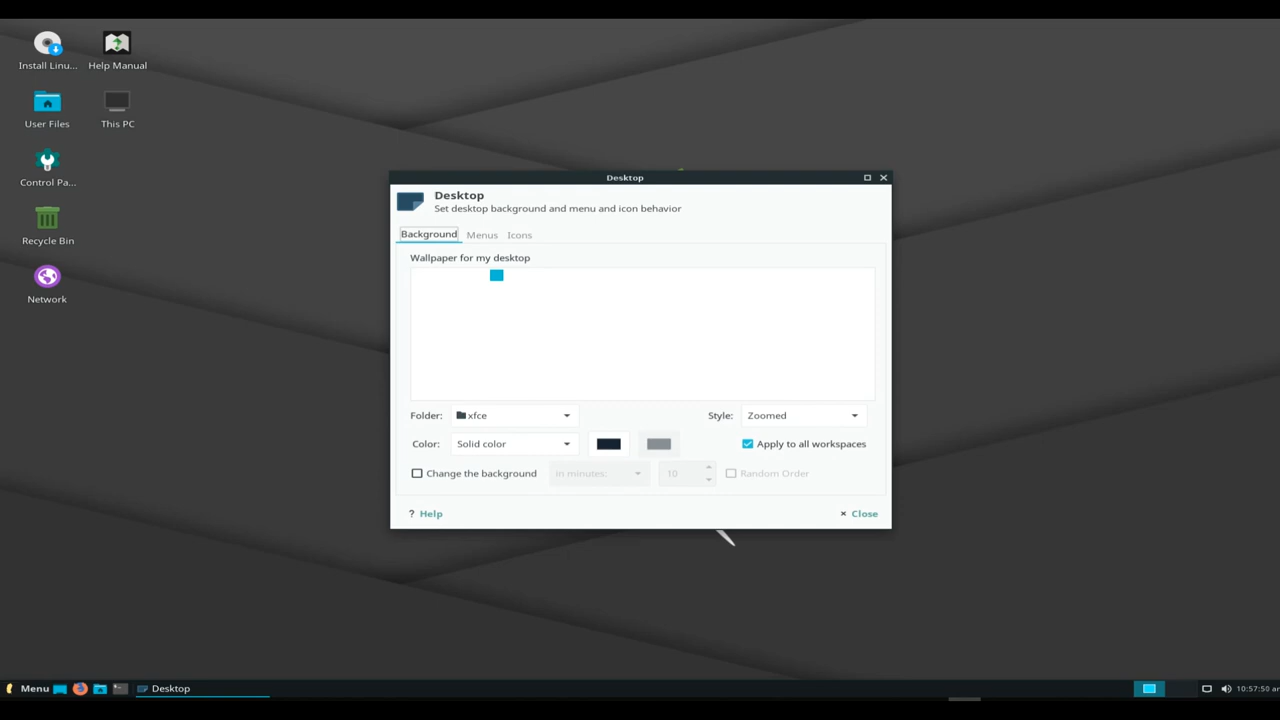 Install Linu...
Help Manual
User Files
This PC
Control Pa...
Recycle Bin
Network
Desktop
Desktop
Set desktop background and menu and icon behavior
Background Menus Icons
Wallpaper for my desktop
Folder: xfce Style: Zoomed
Color: Solid color Apply to all workspaces
Change the background in minutes: 10 Random Order
? Help × Close
Menu Desktop 10:57:50 ar